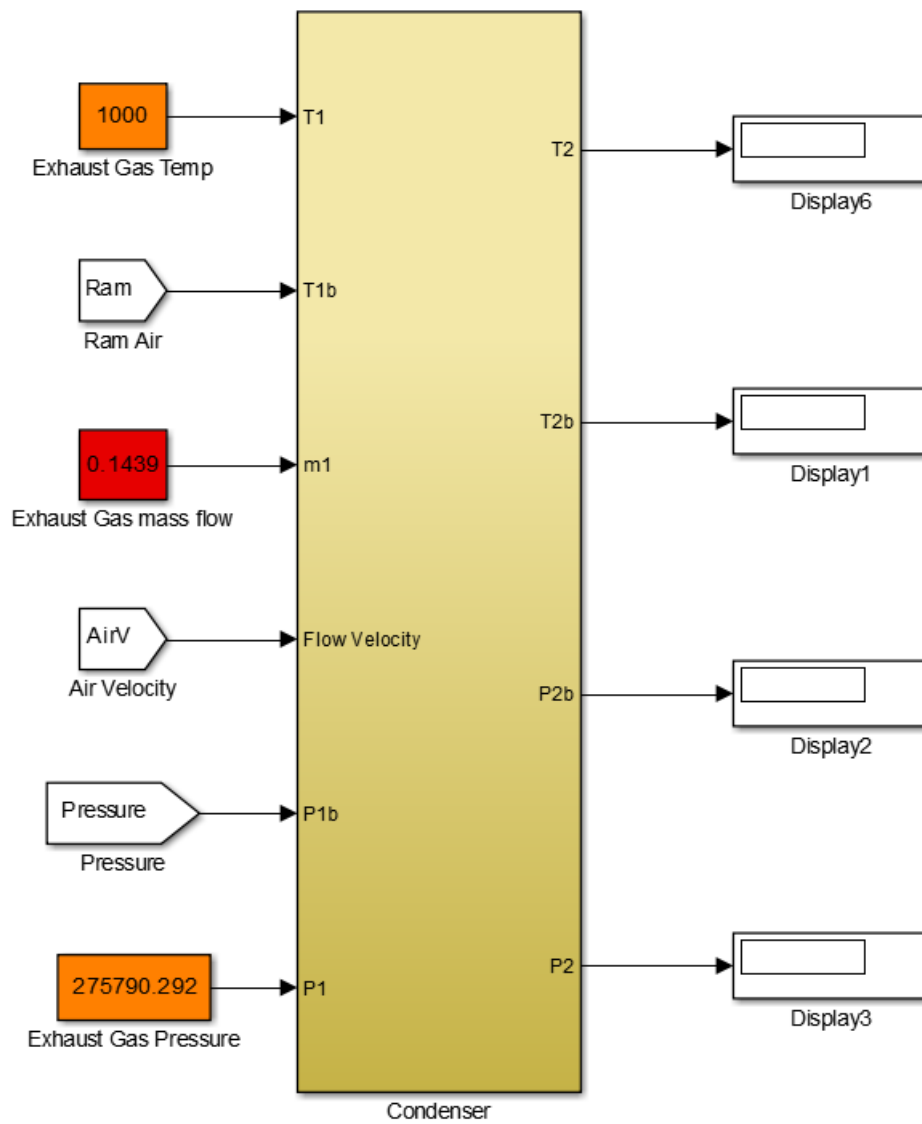 1000
Exhaust Gas Temp
Ram
Ram Air
0.1439
Exhaust Gas mass flow
AirV
Air Velocity
Pressure
Pressure
275790.292
Exhaust Gas Pressure
T1
T1b
m1
Flow Velocity
P1b
P1
T2
T2b
P2b
P2
Condenser
Display6
Display1
Display2
Display3